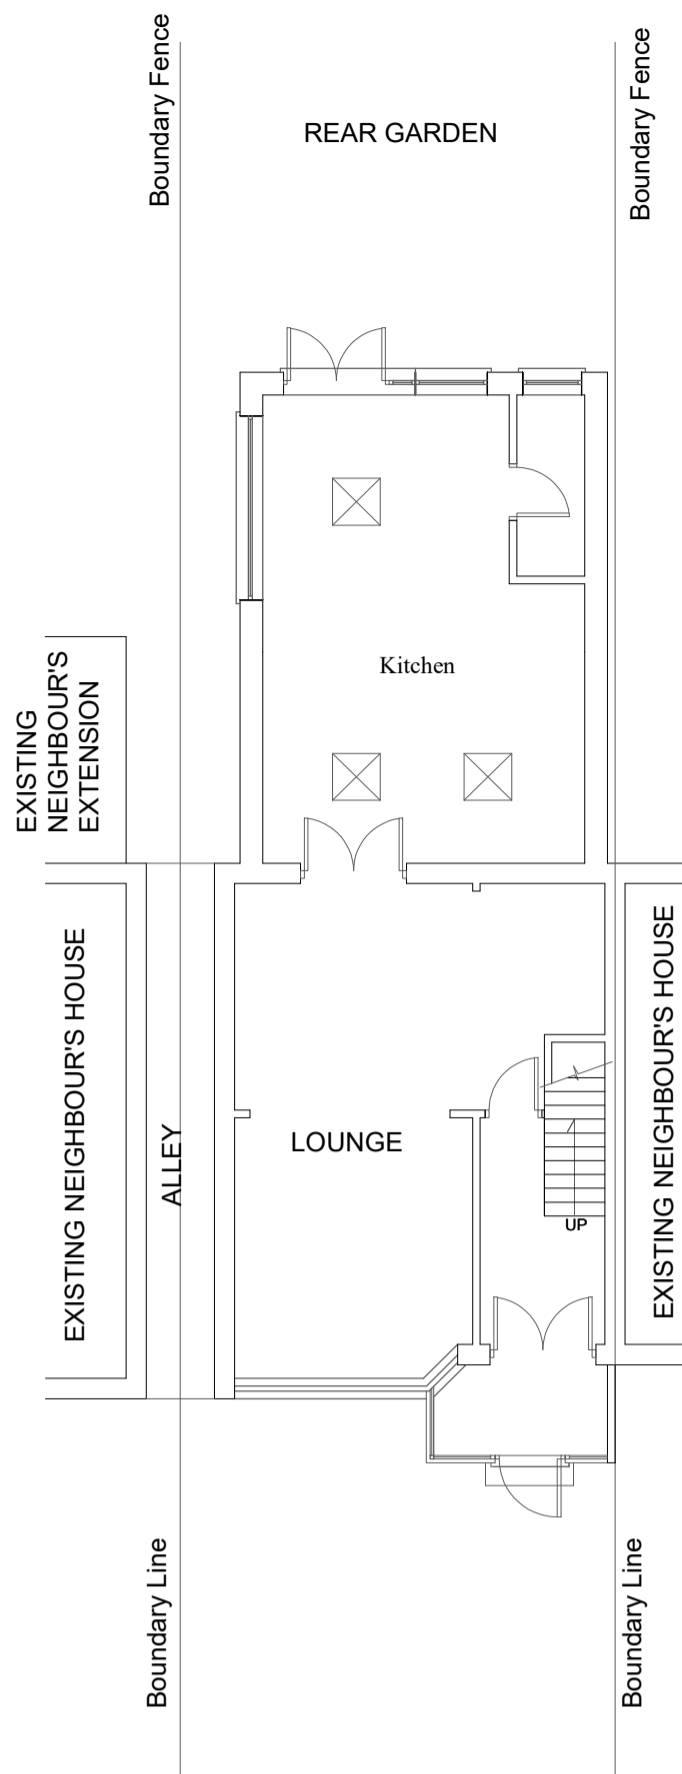 Boundary Fence
Boundary Fence
REAR GARDEN
Kitchen
EXISTING
NEIGHBOUR'S
EXTENSION
EXISTING NEIGHBOUR'S HOUSE
ALLEY
LOUNGE
UP
EXISTING NEIGHBOUR'S HOUSE
Boundary Line
Boundary Line